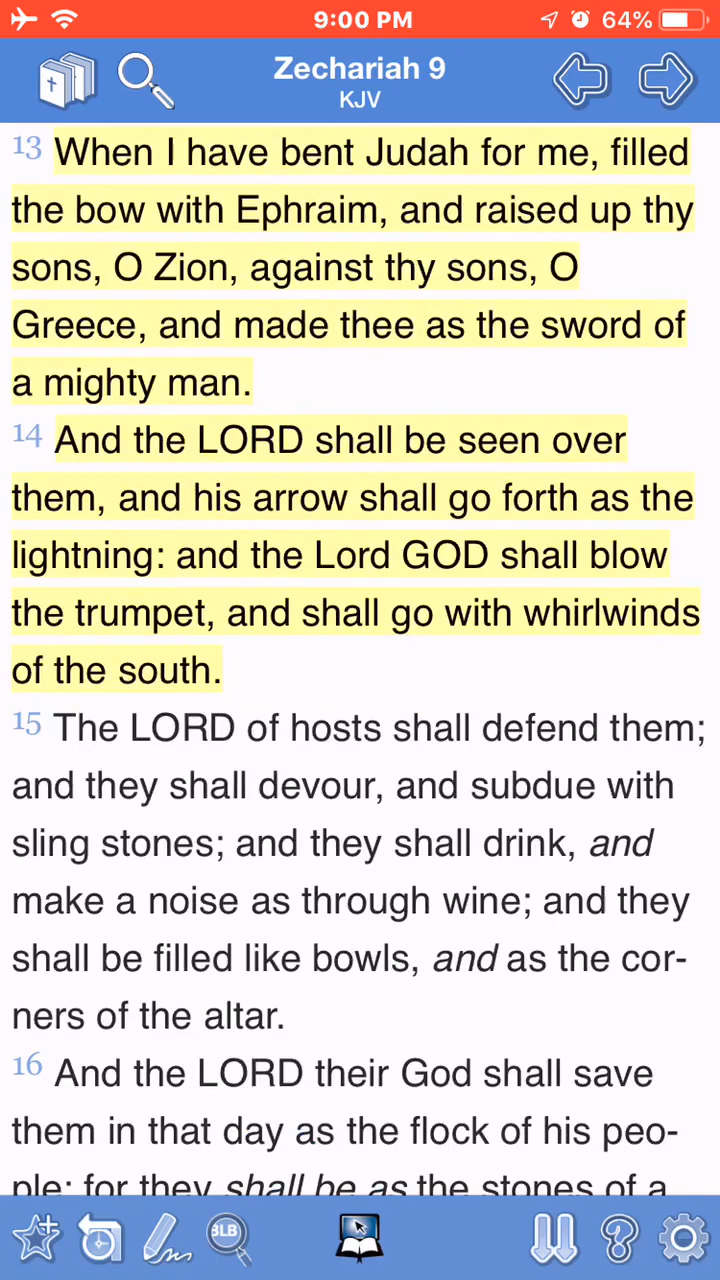 9:00 PM
64%
Zechariah 9
KJV
13 When I have bent Judah for me, filled
the bow with Ephraim, and raised up thy
sons, O Zion, against thy sons, O
Greece, and made thee as the sword of
a mighty man.
14 And the LORD shall be seen over
them, and his arrow shall go forth as the
lightning: and the Lord GOD shall blow
the trumpet, and shall go with whirlwinds
of the south.
15 The LORD of hosts shall defend them;
and they shall devour, and subdue with
sling stones; and they shall drink, and
make a noise as through wine; and they
shall be filled like bowls, and as the cor-
ners of the altar.
16 And the LORD their God shall save
them in that day as the flock of his peo-
ple: for they shall be as the stones of a
BLB